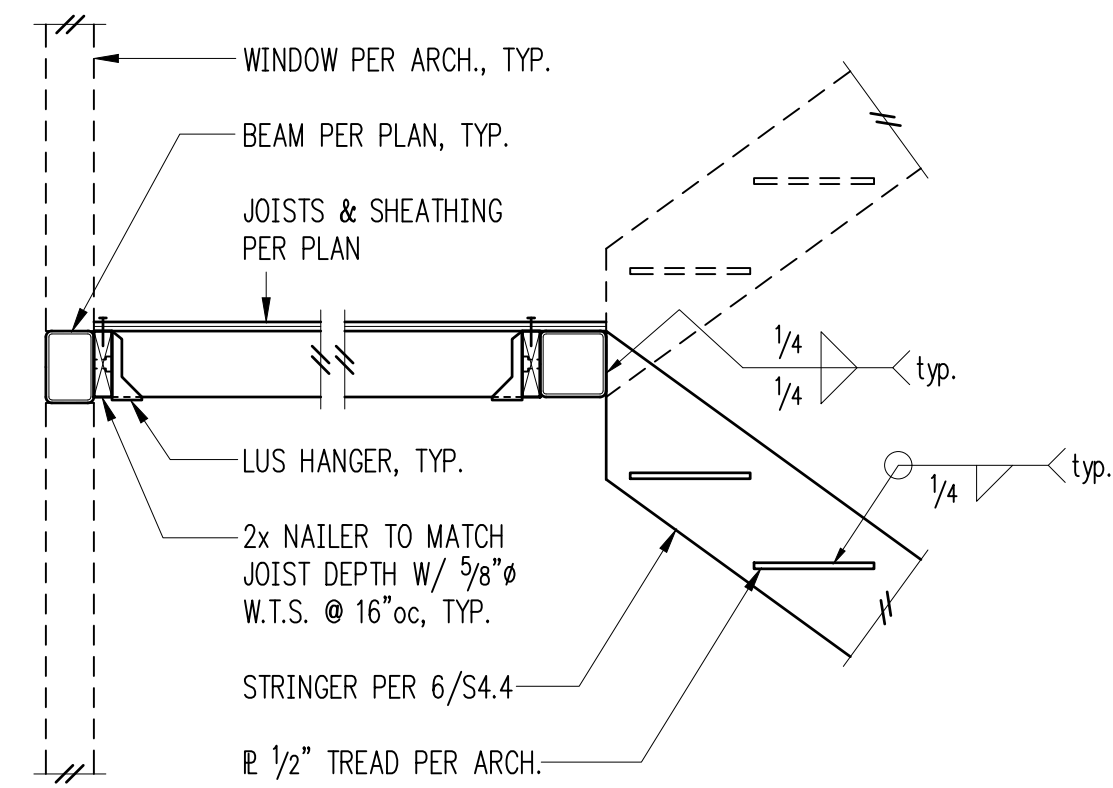 WINDOW PER ARCH., TYP.
BEAM PER PLAN, TYP.
JOISTS & SHEATHING
PER PLAN
1/4
1/4
typ.
LUS HANGER, TYP.
1/4
typ.
2x NAILER TO MATCH
JOIST DEPTH W/ 5/8"ø
W.T.S. @ 16"oc, TYP.
STRINGER PER 6/S4.4
℄ 1/2" TREAD PER ARCH.